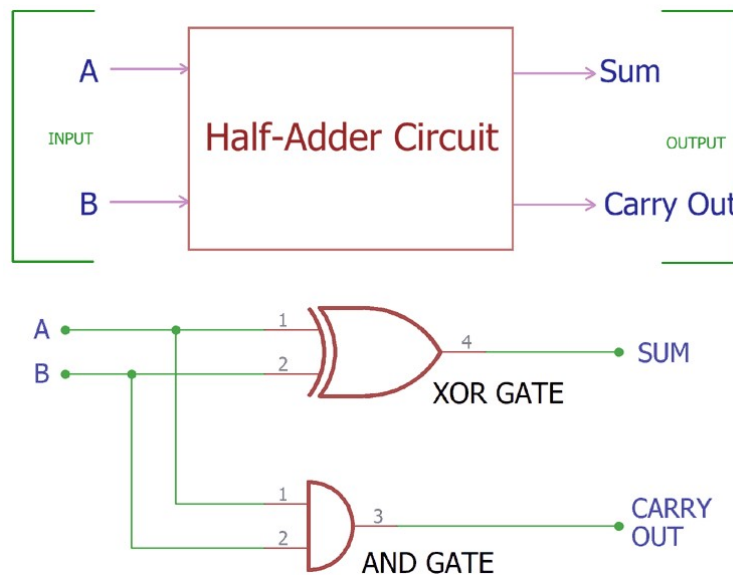 A
Sum
INPUT
Half-Adder Circuit
OUTPUT
B
Carry Out
A
1
4
SUM
B
2
XOR GATE
1
3
CARRY
OUT
2
AND GATE